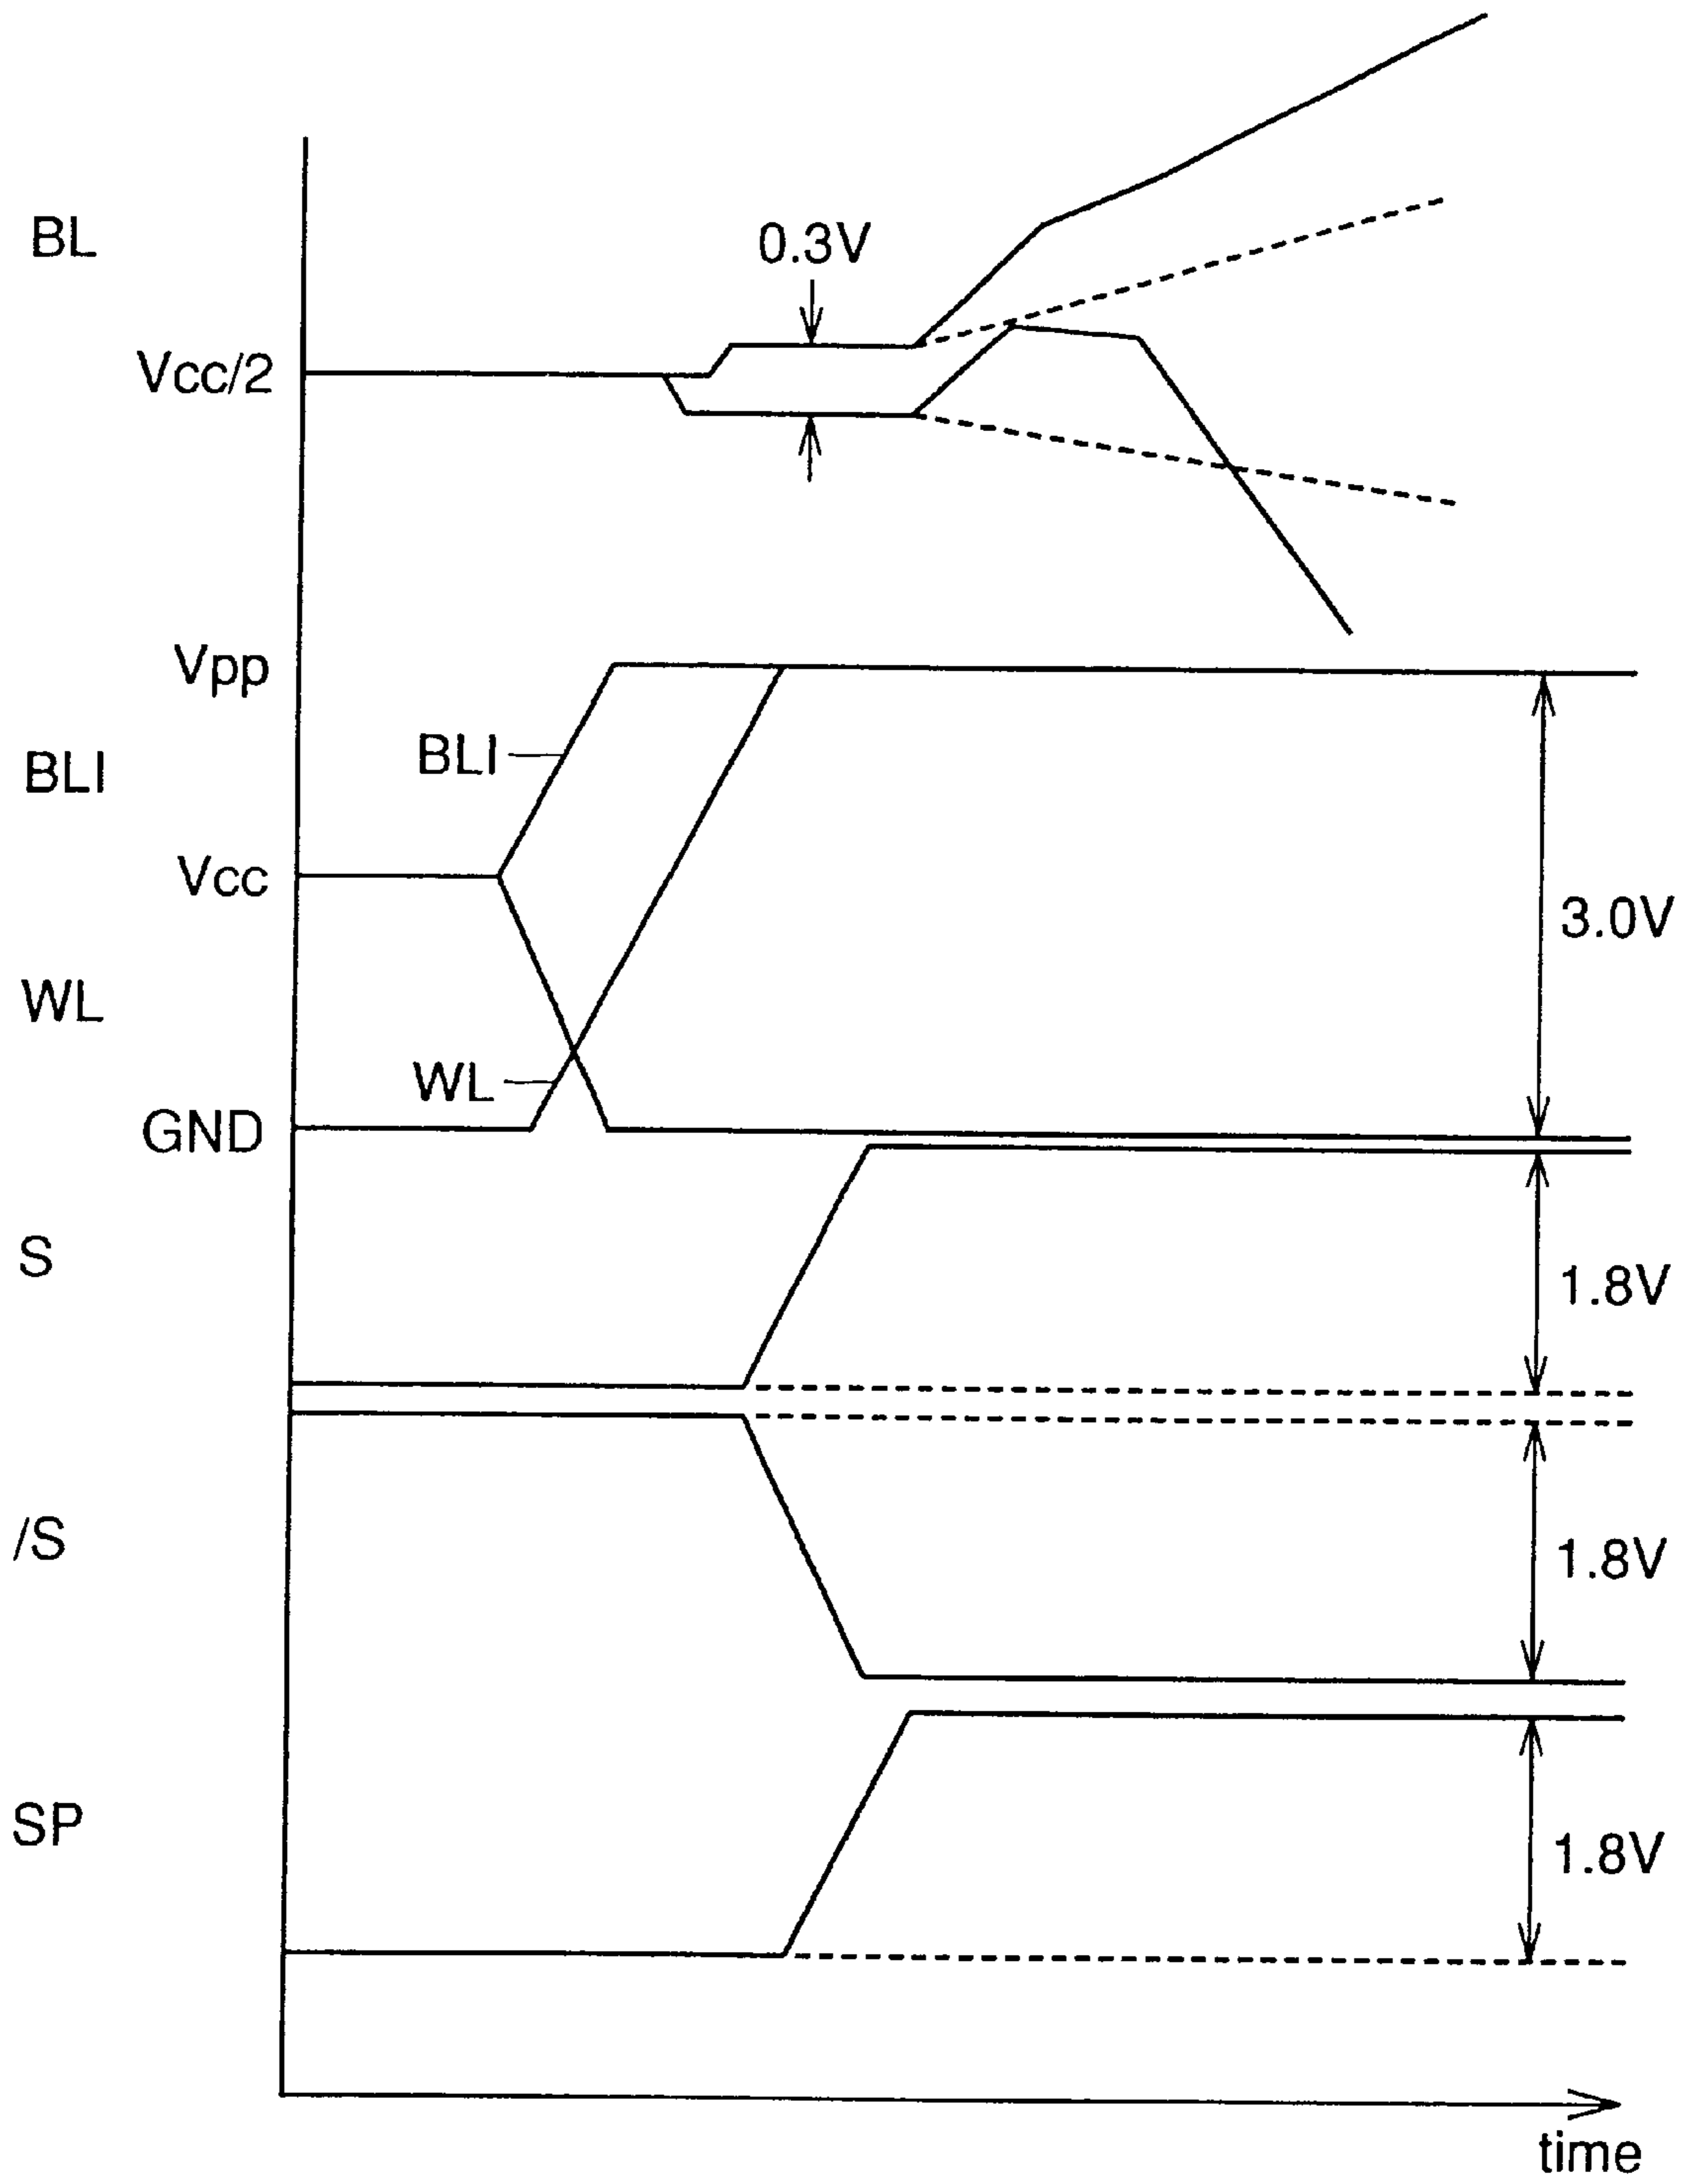 BL
0.3V
Vcc/2
Vpp
BLI
BLI
Vcc
3.0V
WL
WL
GND
S
1.8V
/S
1.8V
SP
1.8V
time